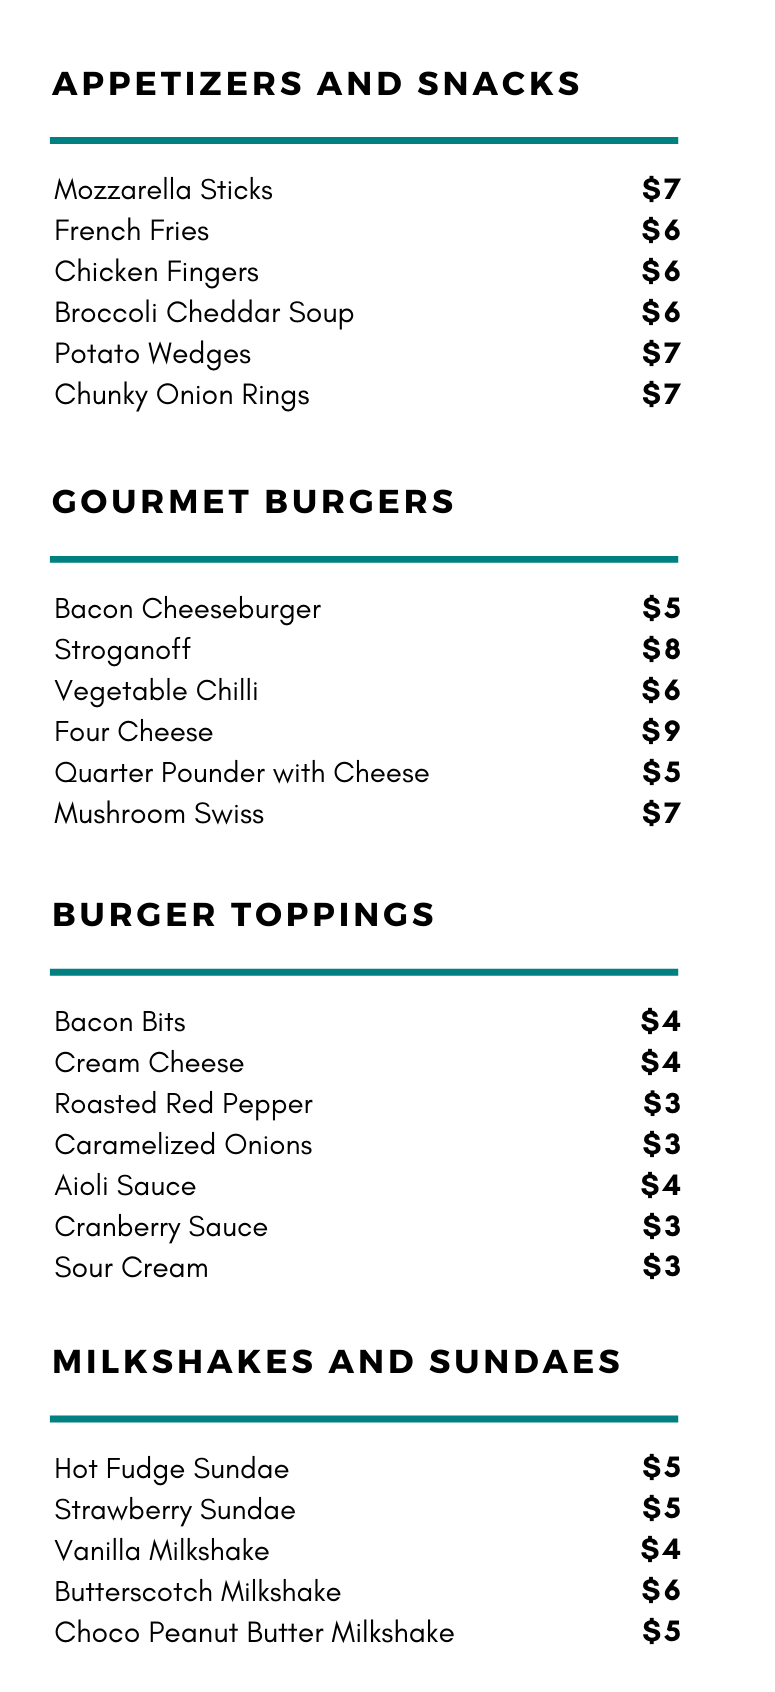 APPETIZERS AND SNACKS
Mozzarella Sticks $7
French Fries $6
Chicken Fingers $6
Broccoli Cheddar Soup $6
Potato Wedges $7
Chunky Onion Rings $7
GOURMET BURGERS
Bacon Cheeseburger $5
Stroganoff $8
Vegetable Chilli $6
Four Cheese $9
Quarter Pounder with Cheese $5
Mushroom Swiss $7
BURGER TOPPINGS
Bacon Bits $4
Cream Cheese $4
Roasted Red Pepper $3
Caramelized Onions $3
Aioli Sauce $4
Cranberry Sauce $3
Sour Cream $3
MILKSHAKES AND SUNDAES
Hot Fudge Sundae $5
Strawberry Sundae $5
Vanilla Milkshake $4
Butterscotch Milkshake $6
Choco Peanut Butter Milkshake $5